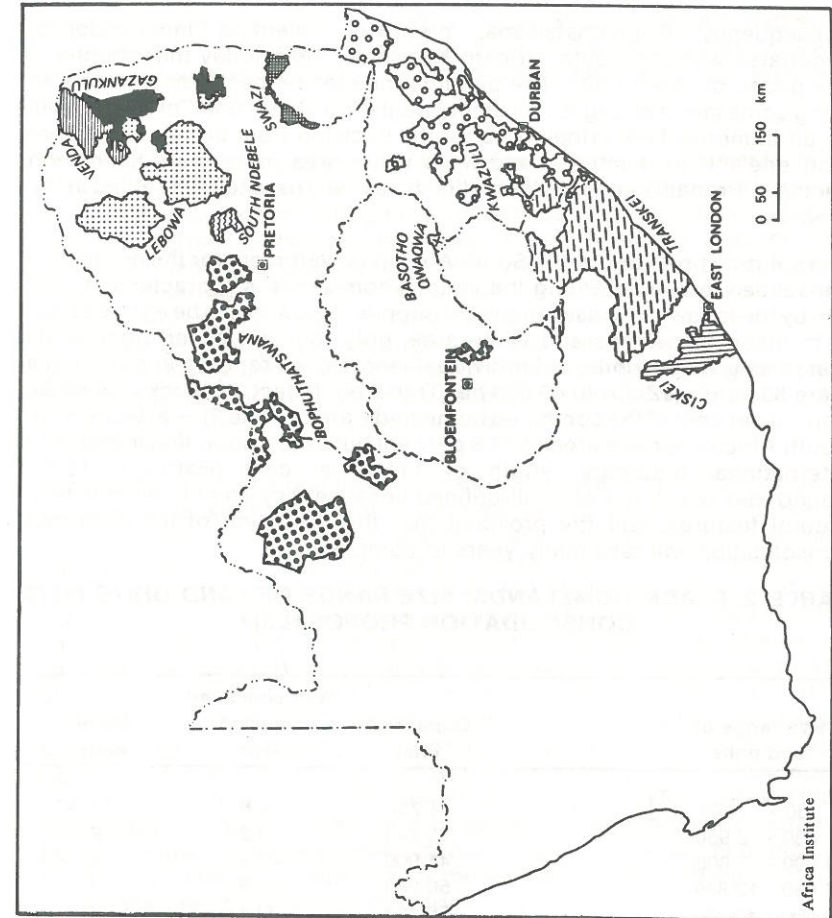 VENDA
GAZANKULU
LEBOWA
SOUTH NDEBELE
PRETORIA
SWAZI
BOPHUTHATSWANA
BASOTHO
QWAQWA
KWAZULU
DURBAN
BLOEMFONTEIN
TRANSKEI
CISKEI
EAST LONDON
0 50 150 km
Africa Institute